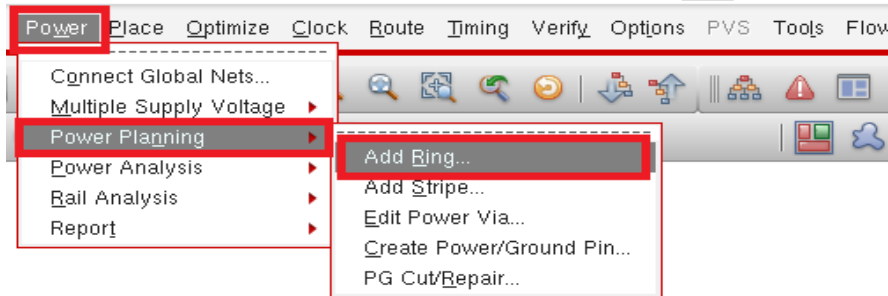 Power Place Optimize Clock Route Timing Verify Options PVS Tools Flow
Connect Global Nets...
Multiple Supply Voltage
Power Planning
Power Analysis
Rail Analysis
Report
Add Ring...
Add Stripe...
Edit Power Via...
Create Power/Ground Pin...
PG Cut/Repair...